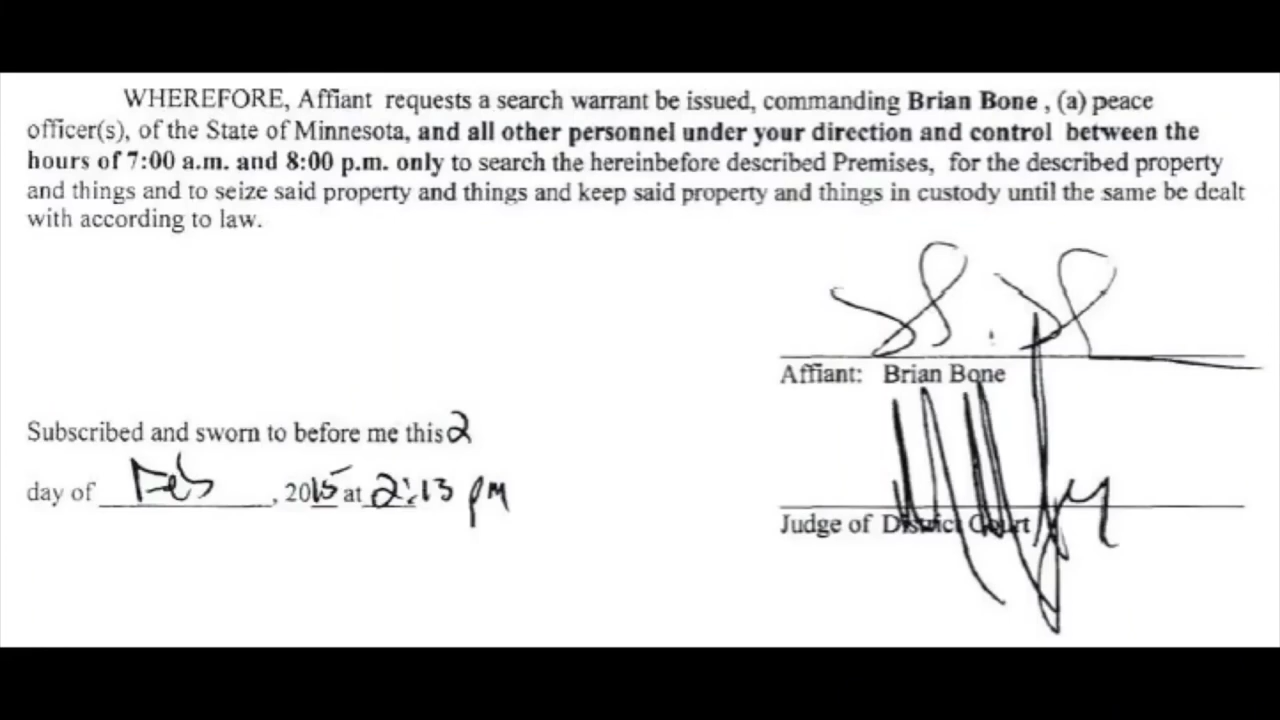 WHEREFORE, Affiant requests a search warrant be issued, commanding Brian Bone , (a) peace
officer(s), of the State of Minnesota, and all other personnel under your direction and control between the
hours of 7:00 a.m. and 8:00 p.m. only to search the hereinbefore described Premises, for the described property
and things and to seize said property and things and keep said property and things in custody until the same be dealt
with according to law.
Affiant: Brian Bone
Subscribed and sworn to before me this 2
day of Feb, 2015 at 2:13 pm
Judge of District Court